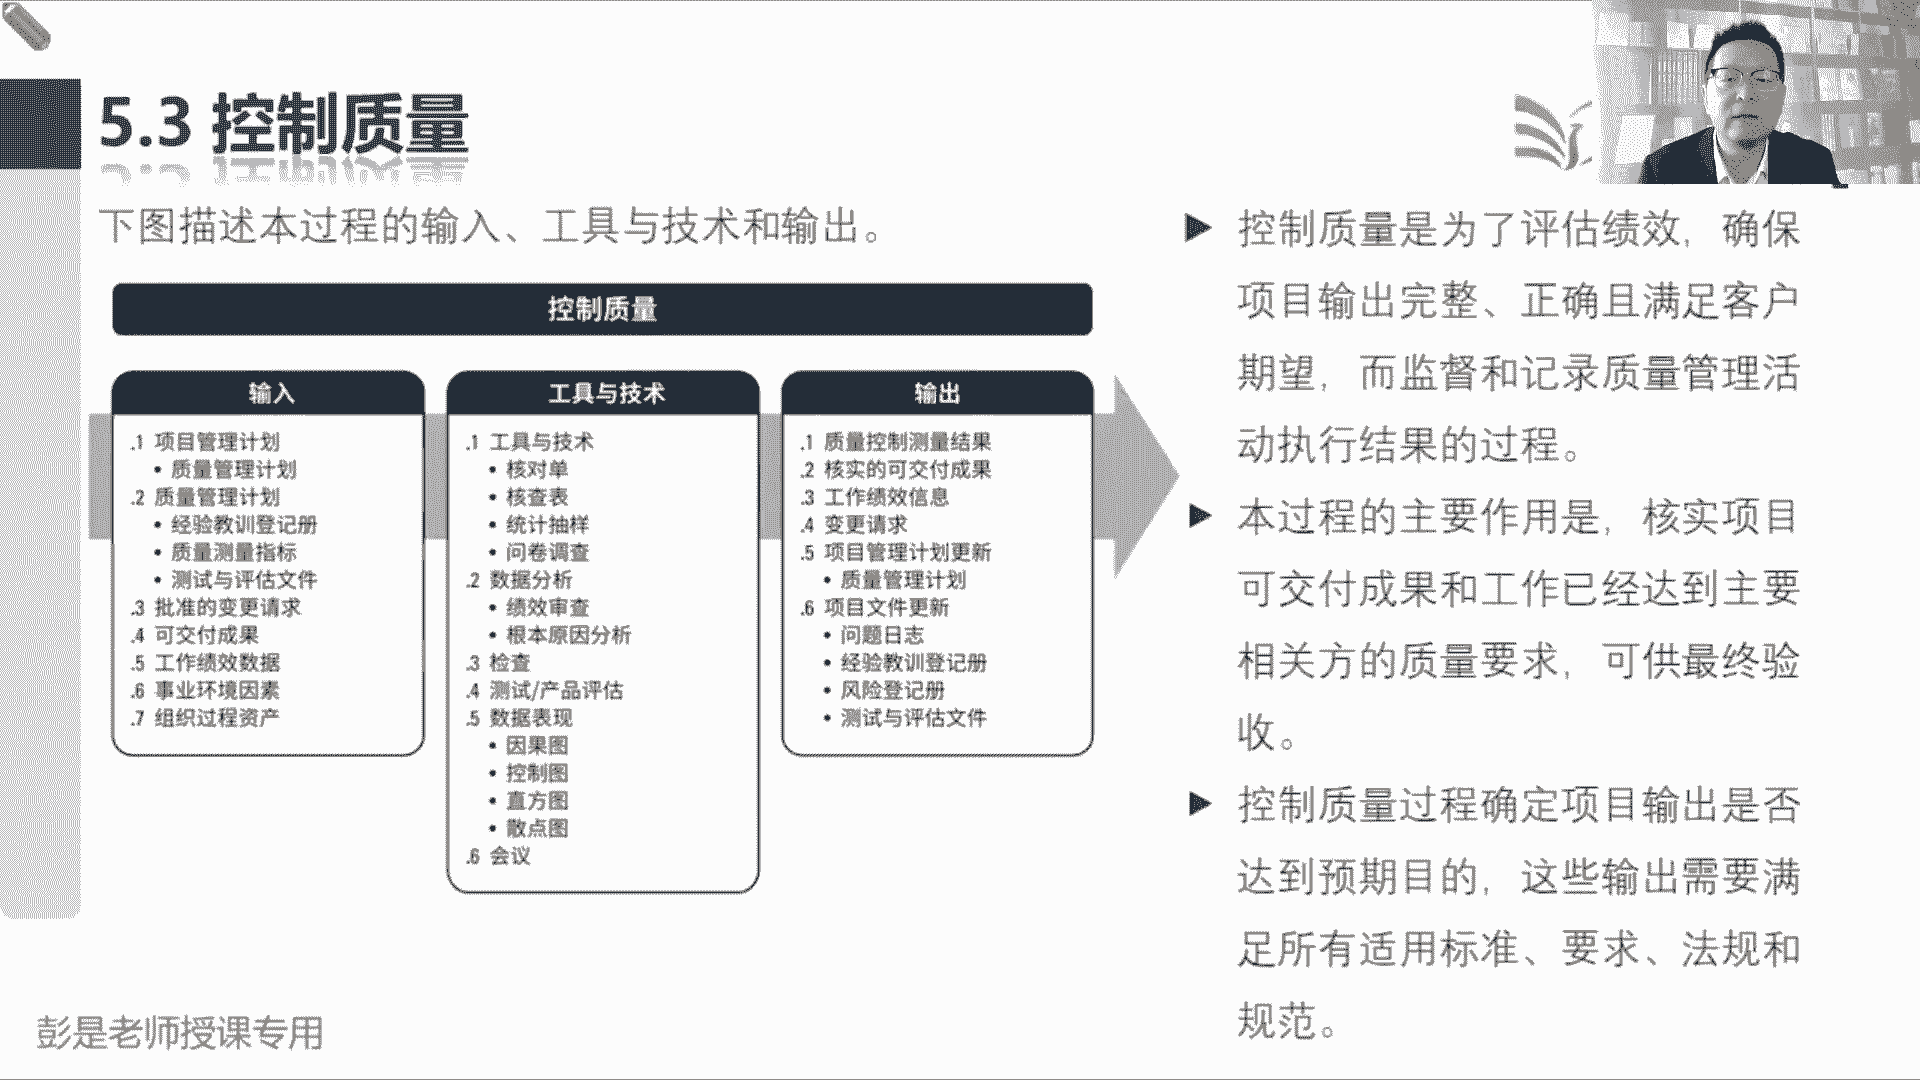 5.3 控制质量
下图描述本过程的输入、工具与技术和输出。
控制质量
输入
.1 项目管理计划
• 质量管理计划
.2 质量管理计划
• 经验教训登记册
• 质量测量指标
• 测试与评估文件
.3 批准的变更请求
.4 可交付成果
.5 工作绩效数据
.6 事业环境因素
.7 组织过程资产
工具与技术
.1 工具与技术
• 核对单
• 核查表
• 统计抽样
• 问卷调查
.2 数据分析
• 绩效审查
• 根本原因分析
.3 检查
.4 测试/产品评估
.5 数据表现
• 因果图
• 控制图
• 直方图
• 散点图
.6 会议
输出
.1 质量控制测量结果
.2 核实的可交付成果
.3 工作绩效信息
.4 变更请求
.5 项目管理计划更新
• 质量管理计划
.6 项目文件更新
• 问题日志
• 经验教训登记册
• 风险登记册
• 测试与评估文件
控制质量是为了评估绩效，确保
项目输出完整、正确且满足客户
期望，而监督和记录质量管理活
动执行结果的过程。
本过程的主要作用是，核实项目
可交付成果和工作已经达到主要
相关方的质量要求，可供最终验
收。
控制质量过程确定项目输出是否
达到预期目的，这些输出需要满
足所有适用标准、要求、法规和
规范。
彭是老师授课专用